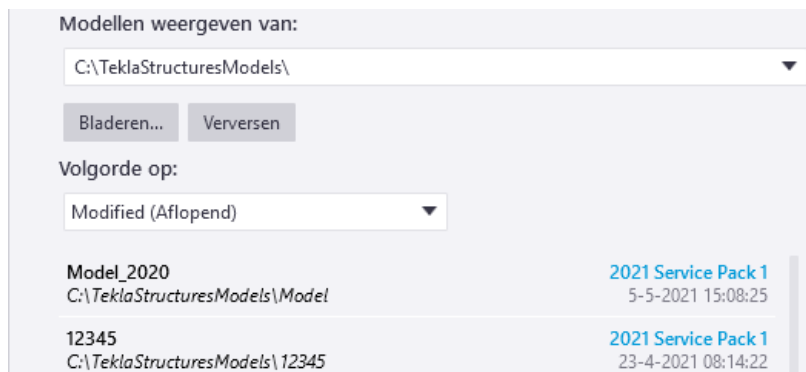 Modellen weergeven van:
C:\TeklaStructuresModels\
Bladeren... Verversen
Volgorde op:
Modified (Aflopend)
Model_2020 2021 Service Pack 1
C:\TeklaStructuresModels\Model 5-5-2021 15:08:25
12345 2021 Service Pack 1
C:\TeklaStructuresModels\12345 23-4-2021 08:14:22